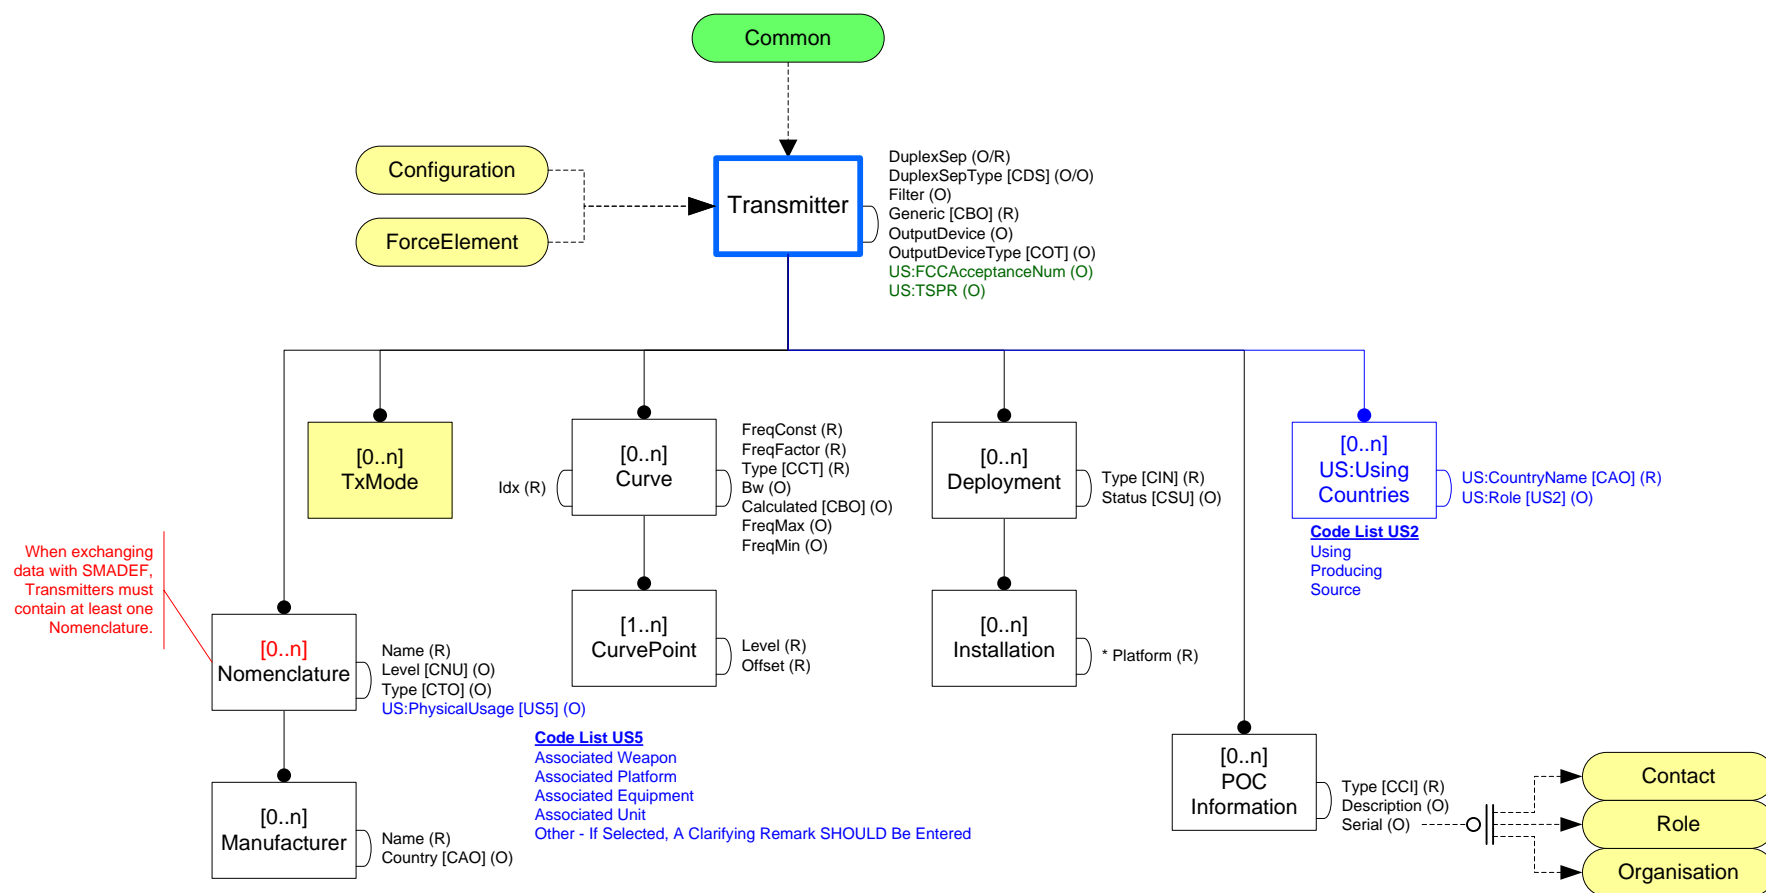 Common
Configuration
ForceElement
Transmitter
DuplexSep (O/R)
DuplexSepType [CDS] (O/O)
Filter (O)
Generic [CBO] (R)
OutputDevice (O)
OutputDeviceType [COT] (O)
US:FCCAcceptanceNum (O)
US:TSPR (O)
[0..n]
TxMode
Idx (R)
[0..n]
Curve
FreqConst (R)
FreqFactor (R)
Type [CCT] (R)
Bw (O)
Calculated [CBO] (O)
FreqMax (O)
FreqMin (O)
[0..n]
Deployment
Type [CIN] (R)
Status [CSU] (O)
[0..n]
US:Using
Countries
US:CountryName [CAO] (R)
US:Role [US2] (O)
Code List US2
Using
Producing
Source
When exchanging
data with SMADEF,
Transmitters must
contain at least one
Nomenclature.
[0..n]
Nomenclature
Name (R)
Level [CNU] (O)
Type [CTO] (O)
US:PhysicalUsage [US5] (O)
[1..n]
CurvePoint
Level (R)
Offset (R)
[0..n]
Installation
* Platform (R)
Code List US5
Associated Weapon
Associated Platform
Associated Equipment
Associated Unit
Other - If Selected, A Clarifying Remark SHOULD Be Entered
[0..n]
Manufacturer
Name (R)
Country [CAO] (O)
[0..n]
POC
Information
Type [CCI] (R)
Description (O)
Serial (O)
Contact
Role
Organisation